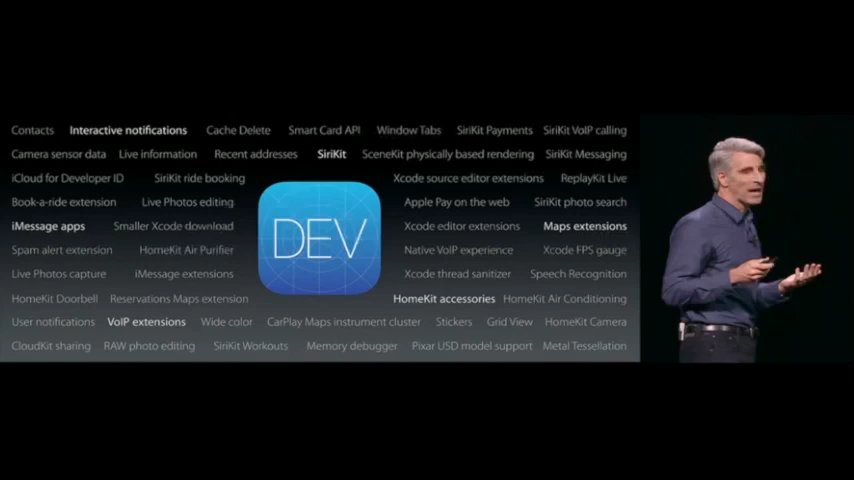 Contacts Interactive notifications Cache Delete Smart Card API Window Tabs SiriKit Payments SiriKit VoIP calling
Camera sensor data Live information Recent addresses SiriKit SceneKit physically based rendering SiriKit Messaging
iCloud for Developer ID SiriKit ride booking Xcode source editor extensions ReplayKit Live
Book-a-ride extension Live Photos editing Apple Pay on the web SiriKit photo search
iMessage apps Smaller Xcode download Xcode editor extensions Maps extensions
DEV
Spam alert extension HomeKit Air Purifier Native VoIP experience Xcode FPS gauge
Live Photos capture iMessage extensions Xcode thread sanitizer Speech Recognition
HomeKit Doorbell Reservations Maps extension HomeKit accessories HomeKit Air Conditioning
User notifications VoIP extensions Wide color CarPlay Maps instrument cluster Stickers Grid View HomeKit Camera
CloudKit sharing RAW photo editing SiriKit Workouts Memory debugger Pixar USD model support Metal Tessellation